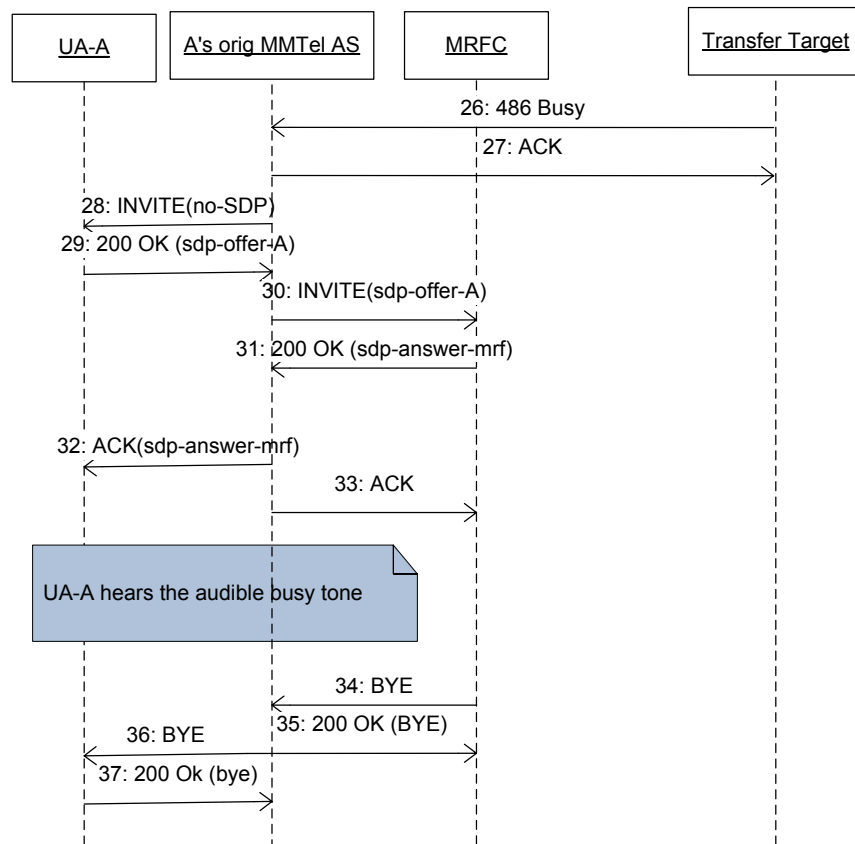 UA-A
A's orig MMTel AS
MRFC
Transfer Target
26: 486 Busy
27: ACK
28: INVITE(no-SDP)
29: 200 OK (sdp-offer-A)
30: INVITE(sdp-offer-A)
31: 200 OK (sdp-answer-mrf)
32: ACK(sdp-answer-mrf)
33: ACK
UA-A hears the audible busy tone
34: BYE
35: 200 OK (BYE)
36: BYE
37: 200 Ok (bye)